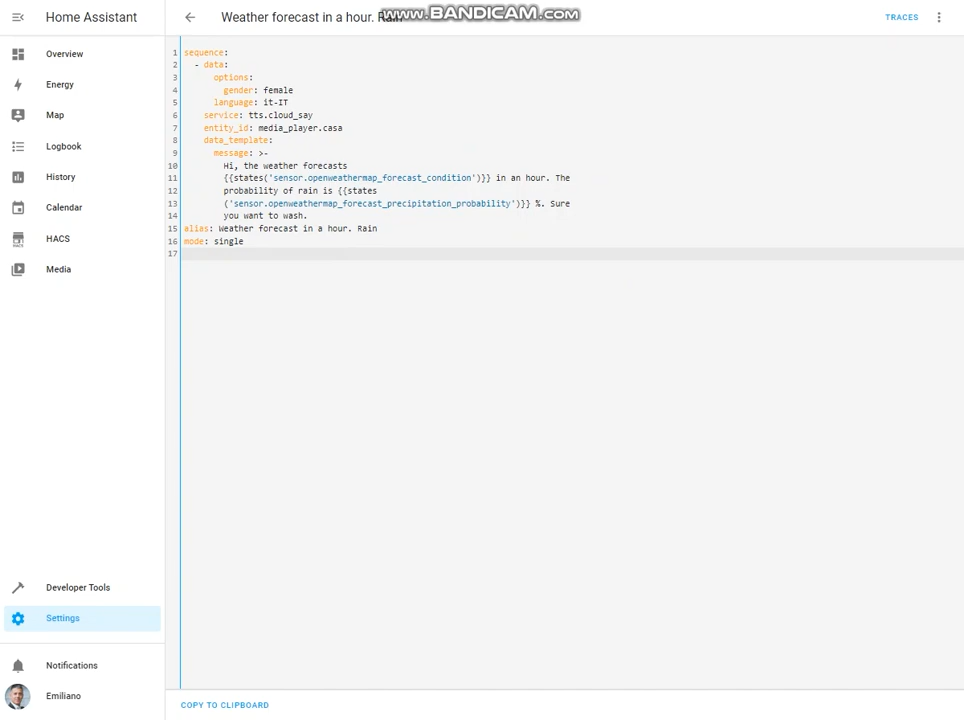 Home Assistant
Weather forecast in a hour. Rain
www.BANDICAM.com
TRACES
Overview
Energy
Map
Logbook
History
Calendar
HACS
Media
Developer Tools
Settings
Notifications
Emiliano
1 sequence:
2 - data:
3 options:
4 gender: female
5 language: it-IT
6 service: tts.cloud_say
7 entity_id: media_player.casa
8 data_template:
9 message: >-
10 Hi, the weather forecasts
11 {{states('sensor.openweathermap_forecast_condition')}} in an hour. The
12 probability of rain is {{states
13 ('sensor.openweathermap_forecast_precipitation_probability')}} %. Sure
14 you want to wash.
15 alias: Weather forecast in a hour. Rain
16 mode: single
17
COPY TO CLIPBOARD